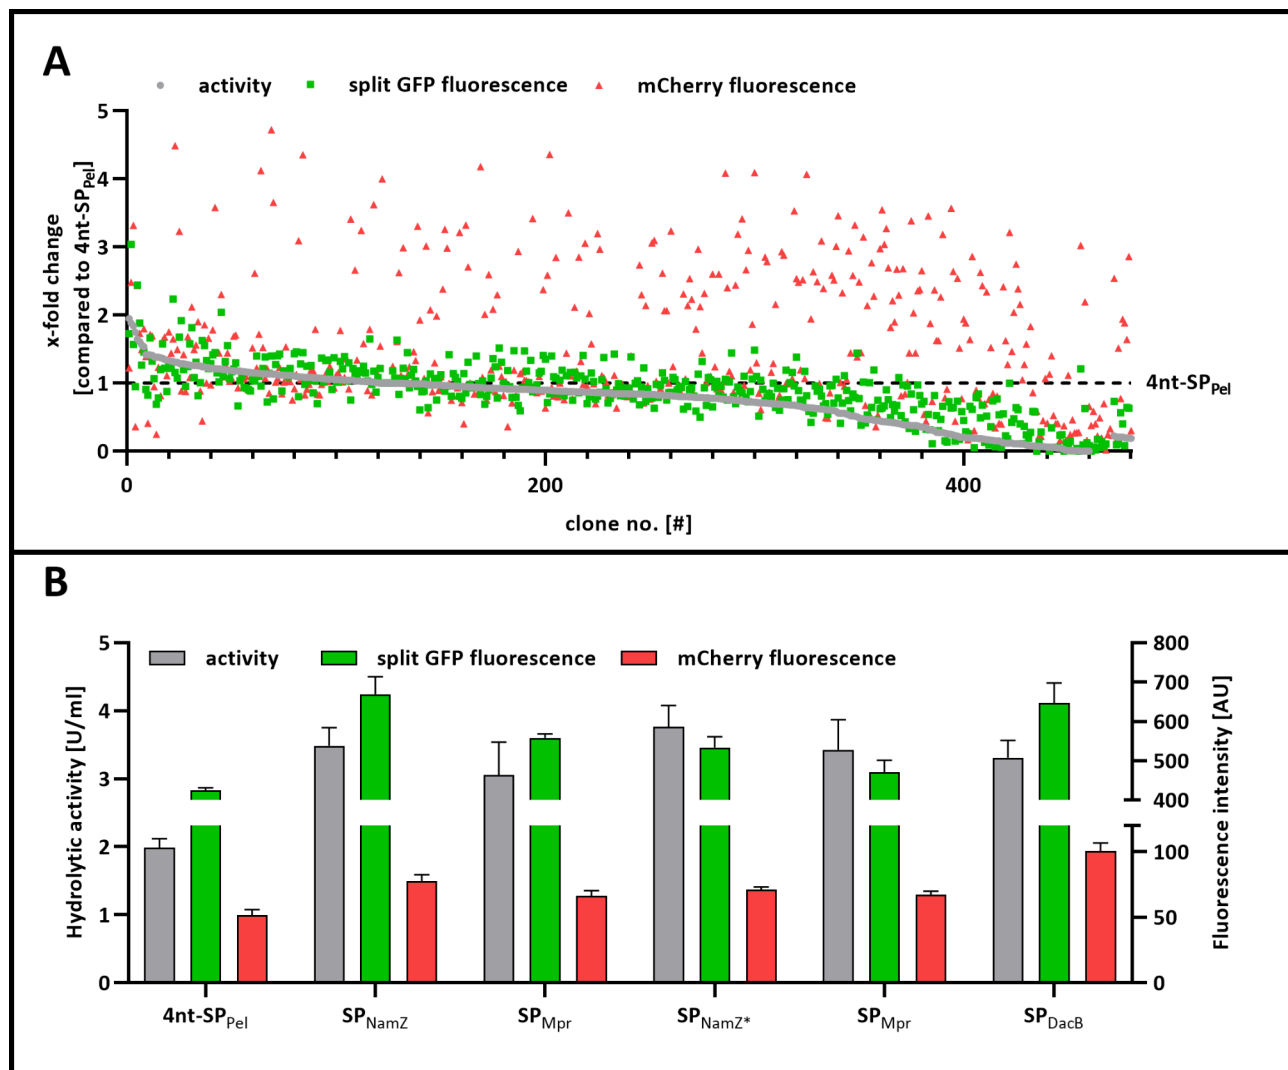 A
activity split GFP fluorescence mCherry fluorescence
x-fold change
[compared to 4nt-SPPel]
5
4
3
2
1
0
4nt-SPPel
0 200 400
clone no. [#]
B
activity split GFP fluorescence mCherry fluorescence
Hydrolytic activity [U/ml]
5
4
3
2
1
0
800
700
600
500
400
100
50
0
Fluorescence intensity [AU]
4nt-SPPel SPNamZ SPMpr SPNamZ* SPMpr SPDacB